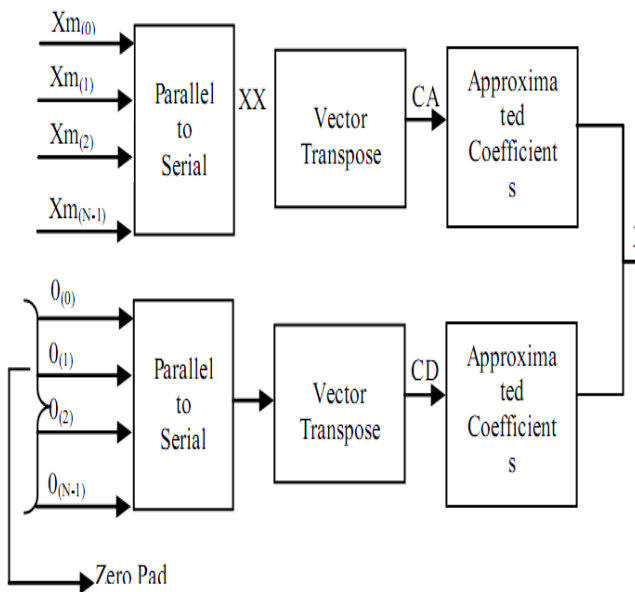 Xm(0)
Xm(1)
Xm(2)
Xm(N-1)
Parallel
to
Serial
XX
Vector
Transpose
CA
Approxima
ted
Coefficient
s
0(0)
0(1)
0(2)
0(N-1)
Parallel
to
Serial
Vector
Transpose
CD
Approxima
ted
Coefficient
s
Zero Pad